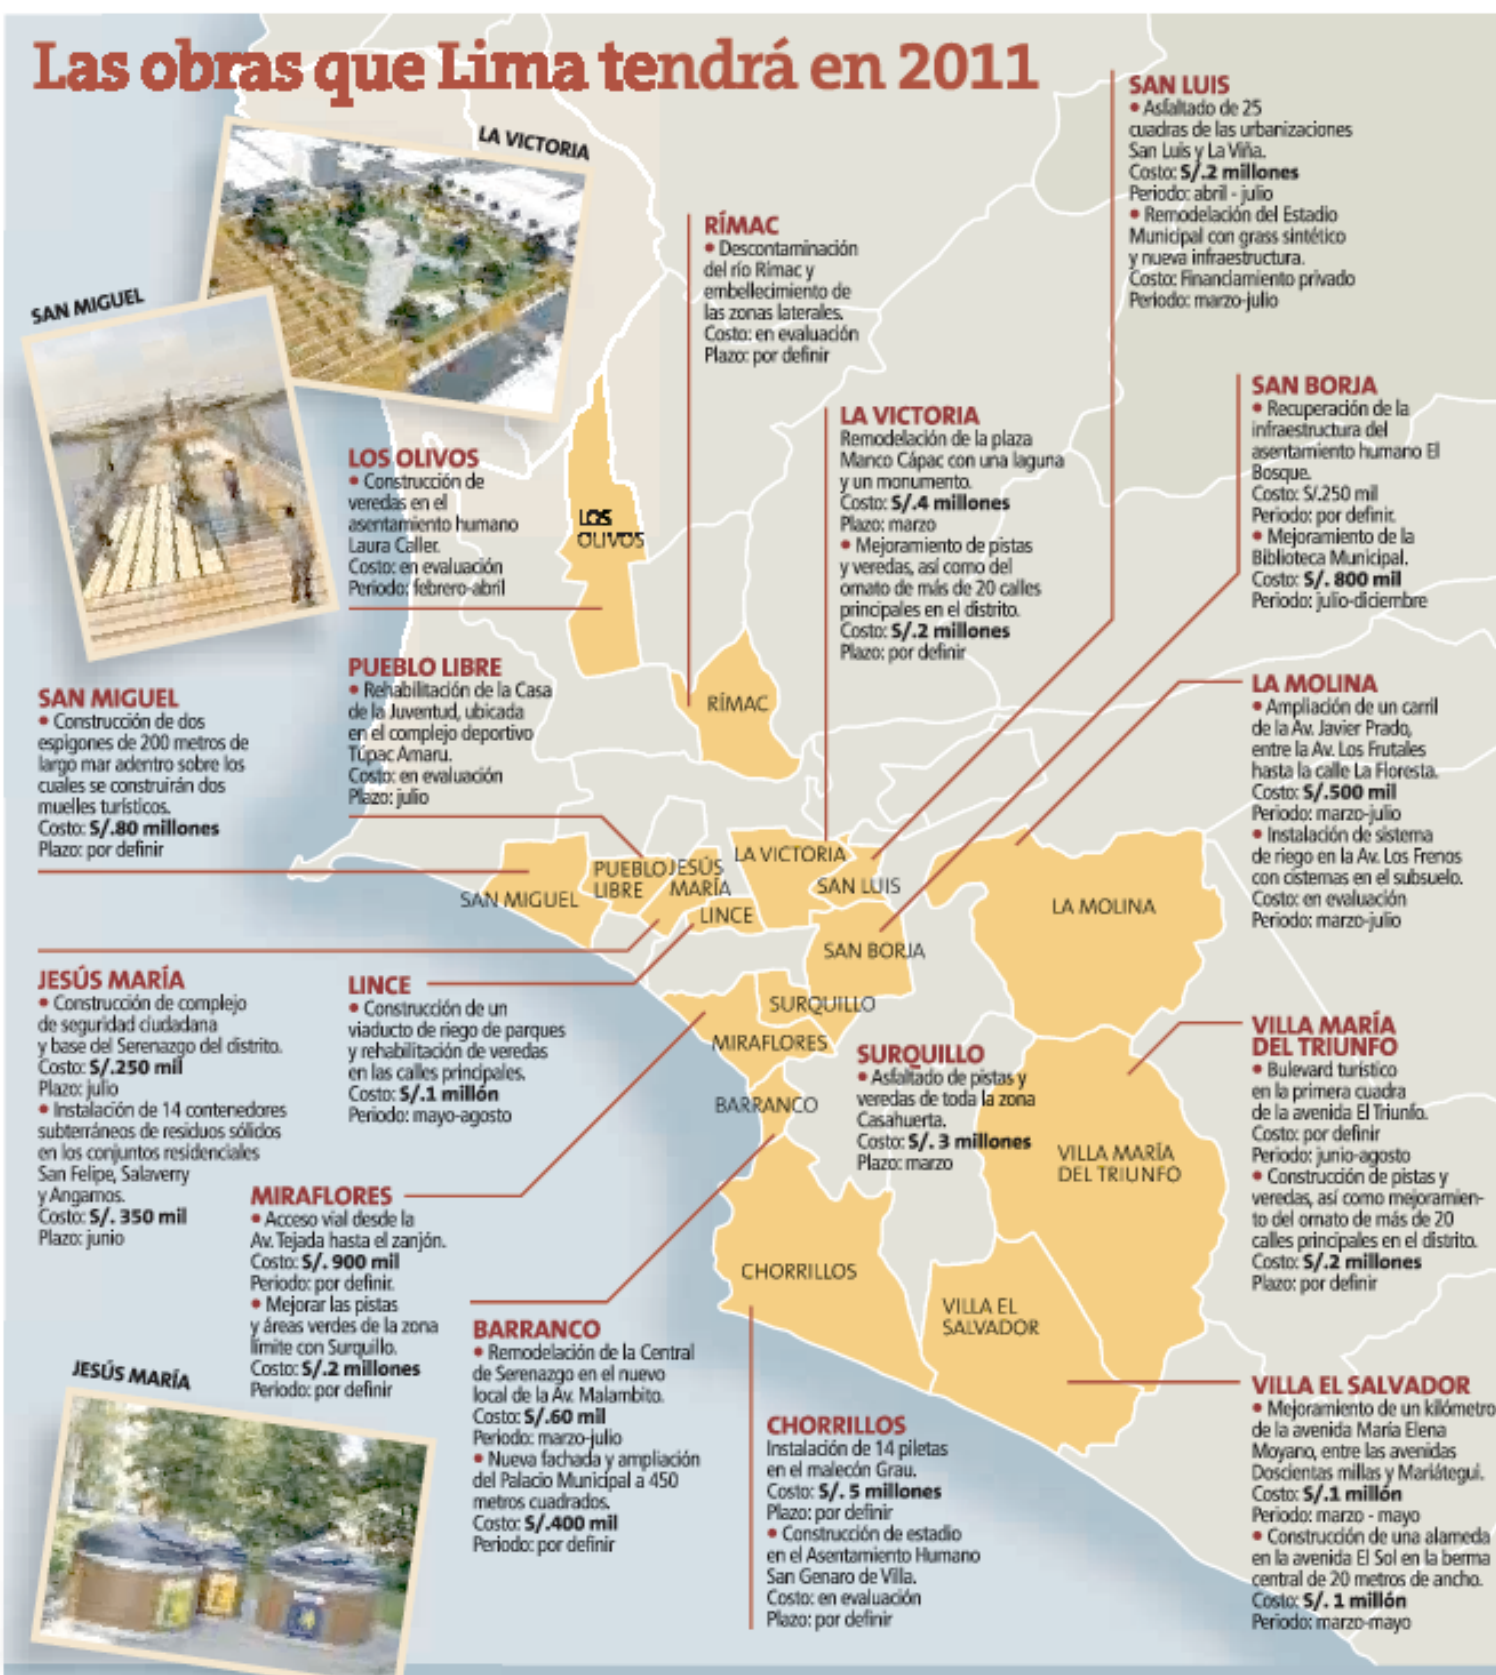 Las obras que Lima tendrá en 2011
LA VICTORIA
SAN MIGUEL
SAN LUIS
• Asfaltado de 25
cuadras de las urbanizaciones
San Luis y La Viña.
Costo: S/.2 millones
Periodo: abril - julio
• Remodelación del Estadio
Municipal con grass sintético
y nueva infraestructura.
Costo: Financiamiento privado
Periodo: marzo-julio
RÍMAC
• Descontaminación
del río Rímac y
embellecimiento de
las zonas laterales.
Costo: en evaluación
Plazo: por definir
SAN BORJA
• Recuperación de la
infraestructura del
asentamiento humano El
Bosque.
Costo: S/.250 mil
Periodo: por definir.
• Mejoramiento de la
Biblioteca Municipal.
Costo: S/. 800 mil
Periodo: julio-diciembre
LA VICTORIA
Remodelación de la plaza
Manco Cápac con una laguna
y un monumento.
Costo: S/.4 millones
Plazo: marzo
• Mejoramiento de pistas
y veredas, así como del
ornato de más de 20 calles
principales en el distrito.
Costo: S/.2 millones
Plazo: por definir
LOS OLIVOS
• Construcción de
veredas en el
asentamiento humano
Laura Caller.
Costo: en evaluación
Periodo: febrero-abril
PUEBLO LIBRE
• Rehabilitación de la Casa
de la Juventud, ubicada
en el complejo deportivo
Túpac Amaru.
Costo: en evaluación
Plazo: julio
SAN MIGUEL
• Construcción de dos
espigones de 200 metros de
largo mar adentro sobre los
cuales se construirán dos
muelles turísticos.
Costo: S/.80 millones
Plazo: por definir
LA MOLINA
• Ampliación de un carril
de la Av. Javier Prado,
entre la Av. Los Frutales
hasta la calle La Floresta.
Costo: S/.500 mil
Periodo: marzo-julio
• Instalación de sistema
de riego en la Av. Los Frenos
con cisternas en el subsuelo.
Costo: en evaluación
Periodo: marzo-julio
LOS
OLIVOS
RÍMAC
SAN MIGUEL
PUEBLO
LIBRE
JESÚS
MARÍA
LINCE
LA VICTORIA
SAN LUIS
SAN BORJA
LA MOLINA
SURQUILLO
MIRAFLORES
BARRANCO
VILLA MARÍA
DEL TRIUNFO
CHORRILLOS
VILLA EL
SALVADOR
JESÚS MARÍA
• Construcción de complejo
de seguridad ciudadana
y base del Serenazgo del distrito.
Costo: S/.250 mil
Plazo: julio
• Instalación de 14 contenedores
subterráneos de residuos sólidos
en los conjuntos residenciales
San Felipe, Salaverry
y Angamos.
Costo: S/. 350 mil
Plazo: junio
LINCE
• Construcción de un
viaducto de riego de parques
y rehabilitación de veredas
en las calles principales.
Costo: S/.1 millón
Periodo: mayo-agosto
SURQUILLO
• Asfaltado de pistas y
veredas de toda la zona
Casahuerta.
Costo: S/. 3 millones
Plazo: marzo
VILLA MARÍA
DEL TRIUNFO
• Bulevard turístico
en la primera cuadra
de la avenida El Triunfo.
Costo: por definir
Periodo: junio-agosto
• Construcción de pistas y
veredas, así como mejoramien-
to del ornato de más de 20
calles principales en el distrito.
Costo: S/.2 millones
Plazo: por definir
MIRAFLORES
• Acceso vial desde la
Av. Tejada hasta el zanjón.
Costo: S/. 900 mil
Periodo: por definir.
• Mejorar las pistas
y áreas verdes de la zona
límite con Surquillo.
Costo: S/.2 millones
Periodo: por definir
BARRANCO
• Remodelación de la Central
de Serenazgo en el nuevo
local de la Av. Malambito.
Costo: S/.60 mil
Periodo: marzo-julio
• Nueva fachada y ampliación
del Palacio Municipal a 450
metros cuadrados.
Costo: S/.400 mil
Periodo: por definir
CHORRILLOS
Instalación de 14 piletas
en el malecón Grau.
Costo: S/. 5 millones
Plazo: por definir
• Construcción de estadio
en el Asentamiento Humano
San Genaro de Villa.
Costo: en evaluación
Plazo: por definir
VILLA EL SALVADOR
• Mejoramiento de un kilómetro
de la avenida María Elena
Moyano, entre las avenidas
Doscientas millas y Mariátegui.
Costo: S/.1 millón
Periodo: marzo - mayo
• Construcción de una alameda
en la avenida El Sol en la berma
central de 20 metros de ancho.
Costo: S/. 1 millón
Periodo: marzo-mayo
JESÚS MARÍA